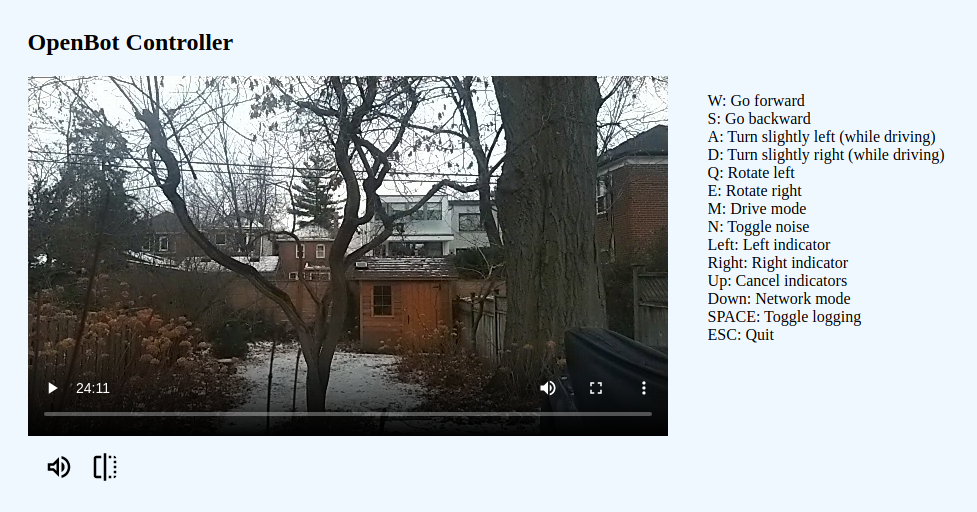 OpenBot Controller
W: Go forward
S: Go backward
A: Turn slightly left (while driving)
D: Turn slightly right (while driving)
Q: Rotate left
E: Rotate right
M: Drive mode
N: Toggle noise
Left: Left indicator
Right: Right indicator
Up: Cancel indicators
Down: Network mode
SPACE: Toggle logging
ESC: Quit
24:11